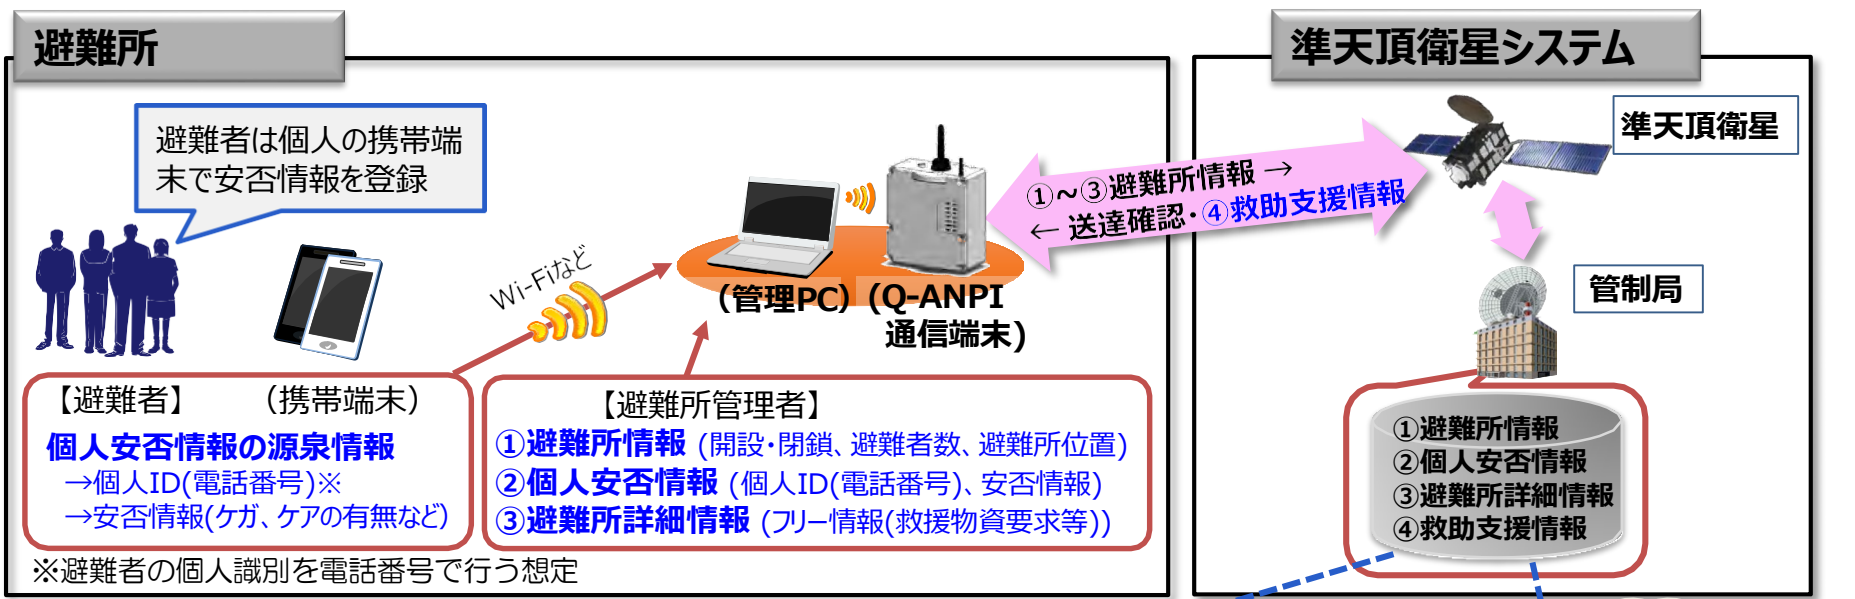 避難所
準天頂衛星システム
避難者は個人の携帯端
末で安否情報を登録
準天頂衛星
①~③避難所情報 →
← 送達確認・④救助支援情報
Wi-Fiなど
管制局
(管理PC) (Q-ANPI
通信端末)
【避難者】 (携帯端末)
個人安否情報の源泉情報
→個人ID(電話番号)※
→安否情報(ケガ、ケアの有無など)
【避難所管理者】
①避難所情報 (開設・閉鎖、避難者数、避難所位置)
②個人安否情報 (個人ID(電話番号)、安否情報)
③避難所詳細情報 (フリー情報(救援物資要求等))
①避難所情報
②個人安否情報
③避難所詳細情報
④救助支援情報
※避難者の個人識別を電話番号で行う想定